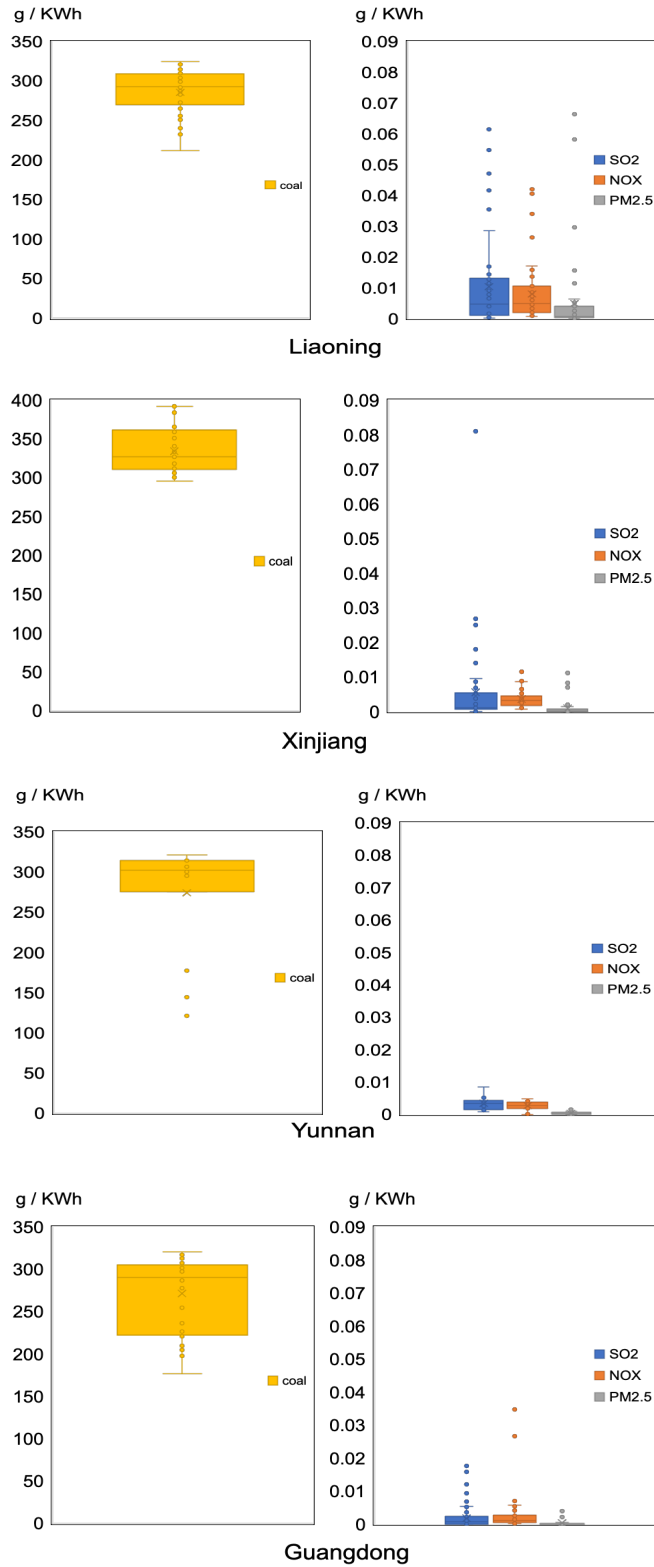 g / KWh
350
300
250
200
150
100
50
0
coal
0.09
0.08
0.07
0.06
0.05
0.04
0.03
0.02
0.01
0
SO2
NOX
PM2.5
Liaoning
400
350
300
250
200
150
100
50
0
coal
0.09
0.08
0.07
0.06
0.05
0.04
0.03
0.02
0.01
0
SO2
NOX
PM2.5
Xinjiang
g / KWh
350
300
250
200
150
100
50
0
coal
g / KWh
0.09
0.08
0.07
0.06
0.05
0.04
0.03
0.02
0.01
0
SO2
NOX
PM2.5
Yunnan
g / KWh
350
300
250
200
150
100
50
0
coal
g / KWh
0.09
0.08
0.07
0.06
0.05
0.04
0.03
0.02
0.01
0
SO2
NOX
PM2.5
Guangdong
g / KWh